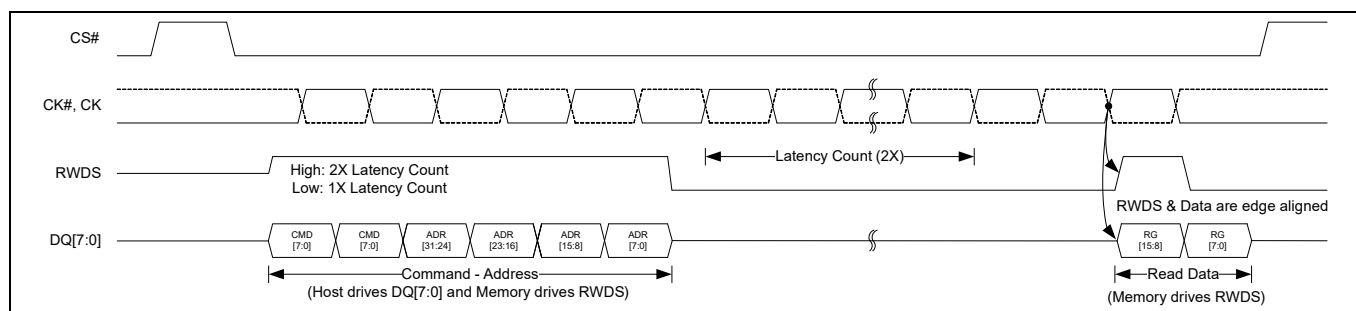 CS#
CK#, CK
RWDS
High: 2X Latency Count
Low: 1X Latency Count
Latency Count (2X)
RWDS & Data are edge aligned
DQ[7:0]
CMD
[7:0]
CMD
[7:0]
ADR
[31:24]
ADR
[23:16]
ADR
[15:8]
ADR
[7:0]
RG
[15:8]
RG
[7:0]
Command - Address
(Host drives DQ[7:0] and Memory drives RWDS)
Read Data
(Memory drives RWDS)